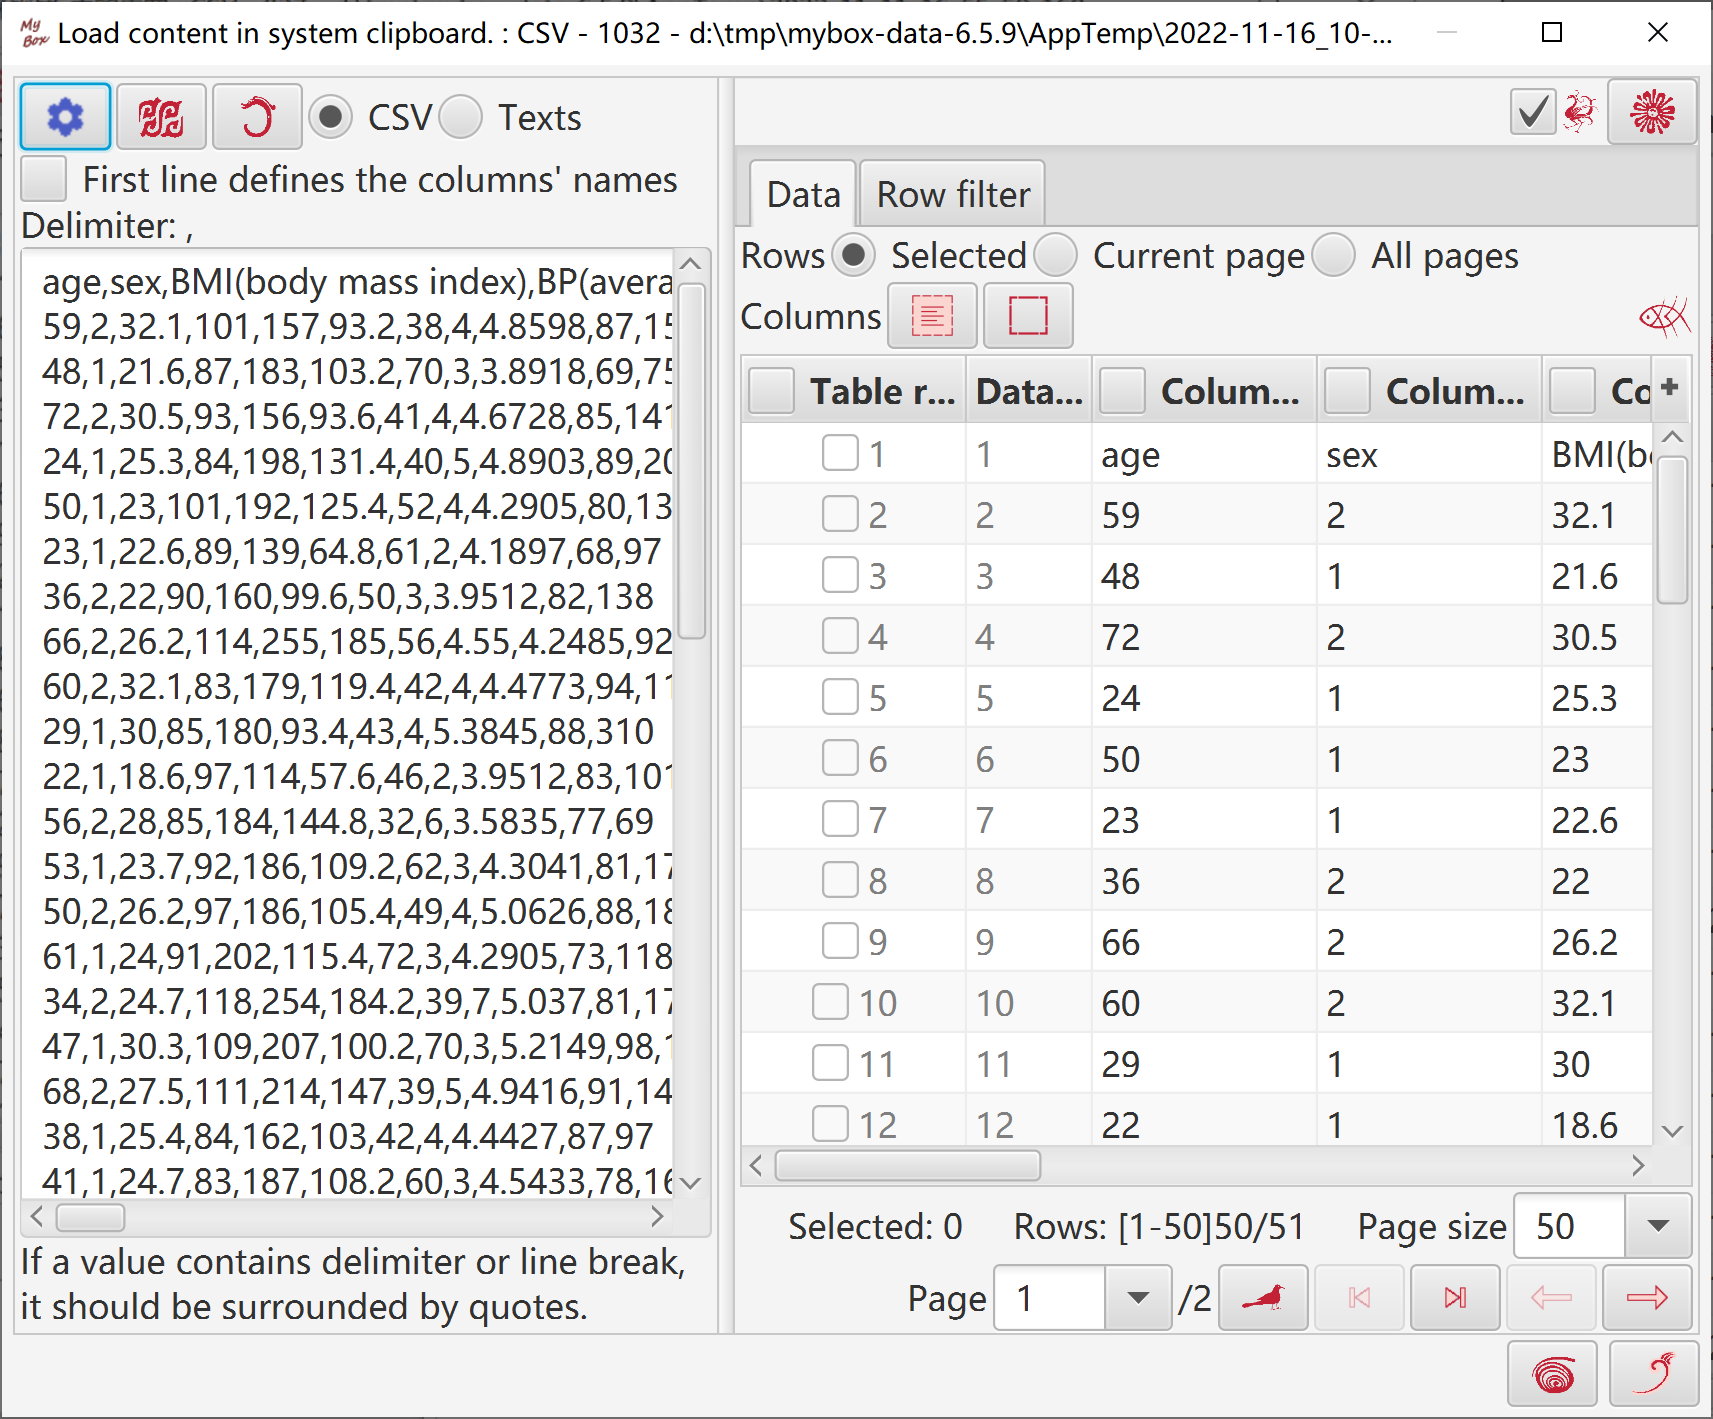 My Box
Load content in system clipboard. : CSV - 1032 - d:\tmp\mybox-data-6.5.9\AppTemp\2022-11-16_10-...
CSV Texts
First line defines the columns' names
Delimiter: ,
age,sex,BMI(body mass index),BP(avera
59,2,32.1,101,157,93.2,38,4,4.8598,87,15
48,1,21.6,87,183,103.2,70,3,3.8918,69,75
72,2,30.5,93,156,93.6,41,4,4.6728,85,141
24,1,25.3,84,198,131.4,40,5,4.8903,89,20
50,1,23,101,192,125.4,52,4,4.2905,80,13
23,1,22.6,89,139,64.8,61,2,4.1897,68,97
36,2,22,90,160,99.6,50,3,3.9512,82,138
66,2,26.2,114,255,185,56,4.55,4.2485,92
60,2,32.1,83,179,119.4,42,4,4.4773,94,11
29,1,30,85,180,93.4,43,4,5.3845,88,310
22,1,18.6,97,114,57.6,46,2,3.9512,83,101
56,2,28,85,184,144.8,32,6,3.5835,77,69
53,1,23.7,92,186,109.2,62,3,4.3041,81,17
50,2,26.2,97,186,105.4,49,4,5.0626,88,18
61,1,24,91,202,115.4,72,3,4.2905,73,118
34,2,24.7,118,254,184.2,39,7,5.037,81,17
47,1,30.3,109,207,100.2,70,3,5.2149,98,1
68,2,27.5,111,214,147,39,5,4.9416,91,14
38,1,25.4,84,162,103,42,4,4.4427,87,97
41,1,24.7,83,187,108.2,60,3,4.5433,78,16
If a value contains delimiter or line break,
it should be surrounded by quotes.
Data Row filter
Rows Selected Current page All pages
Columns
Table r... Data... Colum... Colum... Co +
1 1 age sex BMI(b
2 2 59 2 32.1
3 3 48 1 21.6
4 4 72 2 30.5
5 5 24 1 25.3
6 6 50 1 23
7 7 23 1 22.6
8 8 36 2 22
9 9 66 2 26.2
10 10 60 2 32.1
11 11 29 1 30
12 12 22 1 18.6
Selected: 0 Rows: [1-50]50/51 Page size 50
Page 1 /2